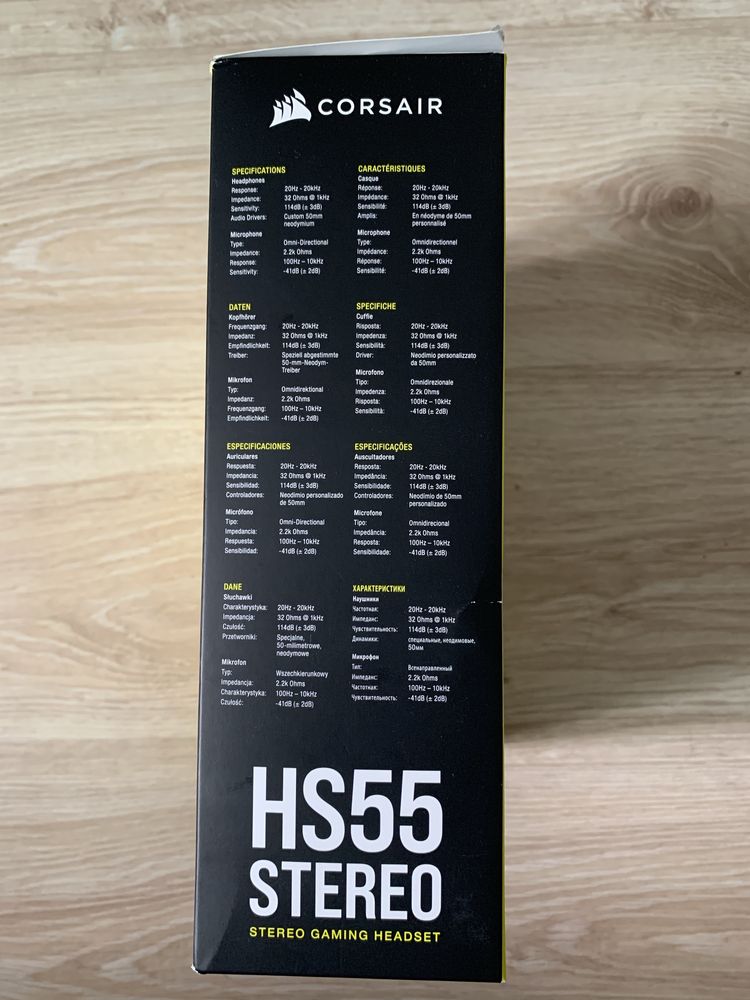 CORSAIR
SPECIFICATIONS
Headphones
Response: 20Hz - 20kHz
Impedance: 32 Ohms @ 1kHz
Sensitivity: 114dB (± 3dB)
Audio Drivers: Custom 50mm
neodymium
Microphone
Type: Omni-Directional
Impedance: 2.2k Ohms
Response: 100Hz – 10kHz
Sensitivity: -41dB (± 2dB)
CARACTÉRISTIQUES
Casque
Réponse: 20Hz - 20kHz
Impédance: 32 Ohms @ 1kHz
Sensibilité: 114dB (± 3dB)
Amplis: En néodyme de 50mm
personnalisé
Microphone
Type: Omnidirectionnel
Impédance: 2.2k Ohms
Réponse: 100Hz – 10kHz
Sensibilité: -41dB (± 2dB)
DATEN
Kopfhörer
Frequenzgang: 20Hz - 20kHz
Impedanz: 32 Ohms @ 1kHz
Empfindlichkeit: 114dB (± 3dB)
Treiber: Speziell abgestimmte
50-mm-Neodym-
Treiber
Mikrofon
Typ: Omnidirektional
Impedanz: 2.2k Ohms
Frequenzgang: 100Hz – 10kHz
Empfindlichkeit: -41dB (± 2dB)
SPECIFICHE
Cuffie
Risposta: 20Hz - 20kHz
Impedenza: 32 Ohms @ 1kHz
Sensibilità: 114dB (± 3dB)
Driver: Neodimio personalizzato
da 50mm
Microfono
Tipo: Omnidirezionale
Impedenza: 2.2k Ohms
Risposta: 100Hz – 10kHz
Sensibilità: -41dB (± 2dB)
ESPECIFICACIONES
Auriculares
Respuesta: 20Hz - 20kHz
Impedancia: 32 Ohms @ 1kHz
Sensibilidad: 114dB (± 3dB)
Controladores: Neodimio personalizado
de 50mm
Micrófono
Tipo: Omni-Directional
Impedancia: 2.2k Ohms
Respuesta: 100Hz – 10kHz
Sensibilidad: -41dB (± 2dB)
ESPECIFICAÇÕES
Auscultadores
Resposta: 20Hz - 20kHz
Impedância: 32 Ohms @ 1kHz
Sensibilidade: 114dB (± 3dB)
Controladores: Neodímio de 50mm
personalizado
Microfone
Tipo: Omnidirecional
Impedância: 2.2k Ohms
Resposta: 100Hz – 10kHz
Sensibilidade: -41dB (± 2dB)
DANE
Słuchawki
Charakterystyka: 20Hz - 20kHz
Impedancja: 32 Ohms @ 1kHz
Czułość: 114dB (± 3dB)
Przetworniki: Specjalne,
50-milimetrowe,
neodymowe
Mikrofon
Typ: Wszechkierunkowy
Impedancja: 2.2k Ohms
Charakterystyka: 100Hz – 10kHz
Czułość: -41dB (± 2dB)
ХАРАКТЕРИСТИКИ
Наушники
Частотная: 20Hz - 20kHz
Импеданс: 32 Ohms @ 1kHz
Чувствительность: 114dB (± 3dB)
Динамики: специальные, неодимовые,
50мм
Микрофон
Тип: Всенаправленный
Импеданс: 2.2k Ohms
Частотная: 100Hz – 10kHz
Чувствительность: -41dB (± 2dB)
HS55
STEREO
STEREO GAMING HEADSET